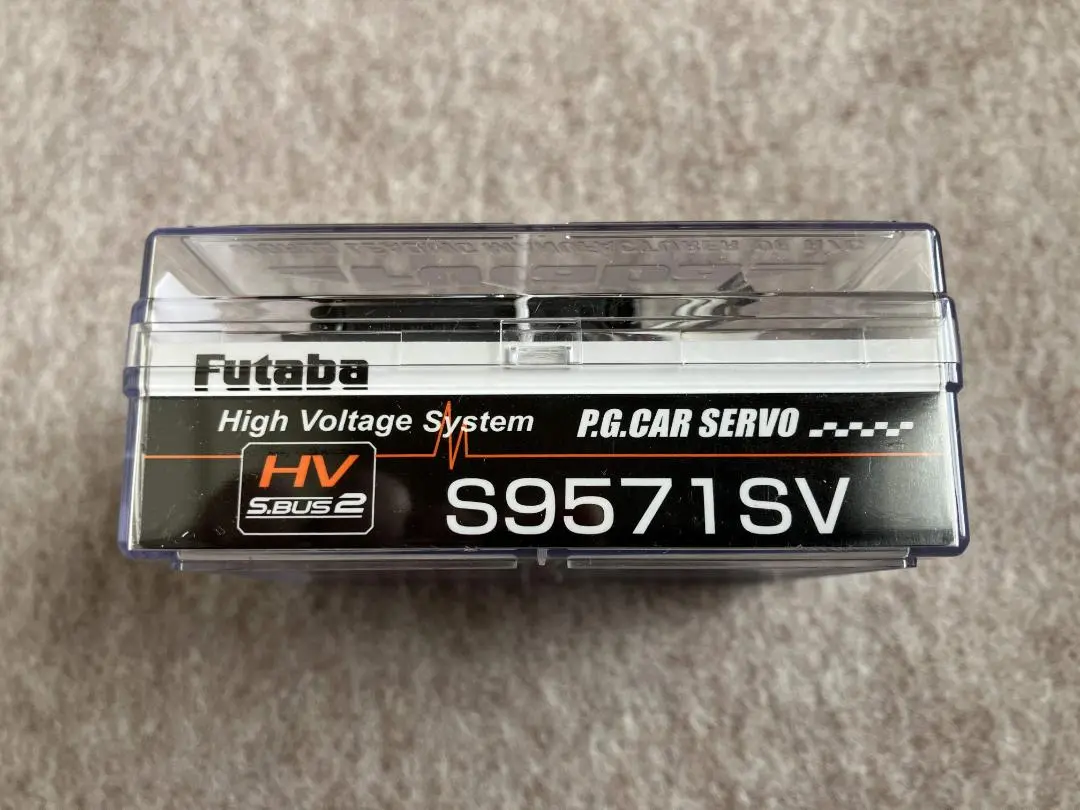 Futaba
High Voltage System P.G.CAR SERVO
HV
S.BUS2
S9571SV